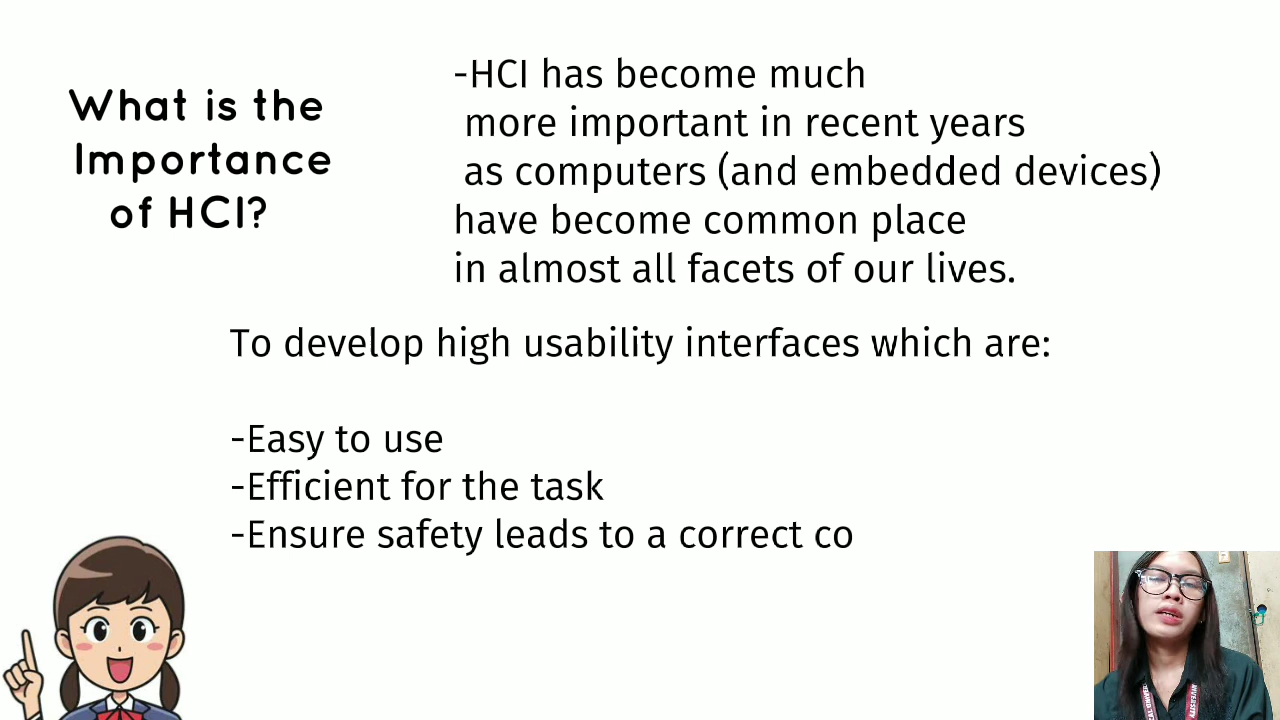 What is the
Importance
of HCI?
-HCI has become much
more important in recent years
as computers (and embedded devices)
have become common place
in almost all facets of our lives.
To develop high usability interfaces which are:
-Easy to use
-Efficient for the task
-Ensure safety leads to a correct co